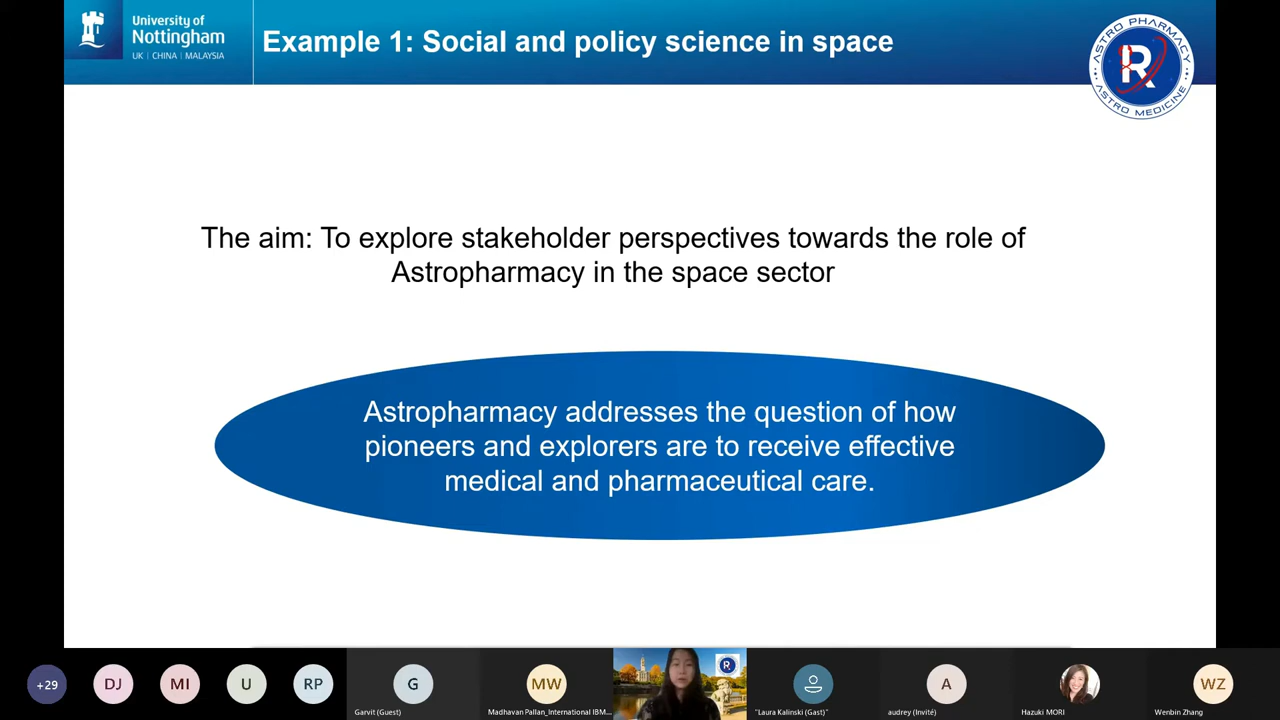 University of
Nottingham
UK | CHINA | MALAYSIA
Example 1: Social and policy science in space
ASTRO PHARMACY
R
ASTRO MEDICINE
The aim: To explore stakeholder perspectives towards the role of
Astropharmacy in the space sector
Astropharmacy addresses the question of how
pioneers and explorers are to receive effective
medical and pharmaceutical care.
+29
DJ
MI
U
RP
G
MW
R
A
WZ
Garvit (Guest)
Madhavan Pallan_International IBM...
"Laura Kalinski (Gast)"
audrey (Invité)
Hazuki MORI
Wenbin Zhang